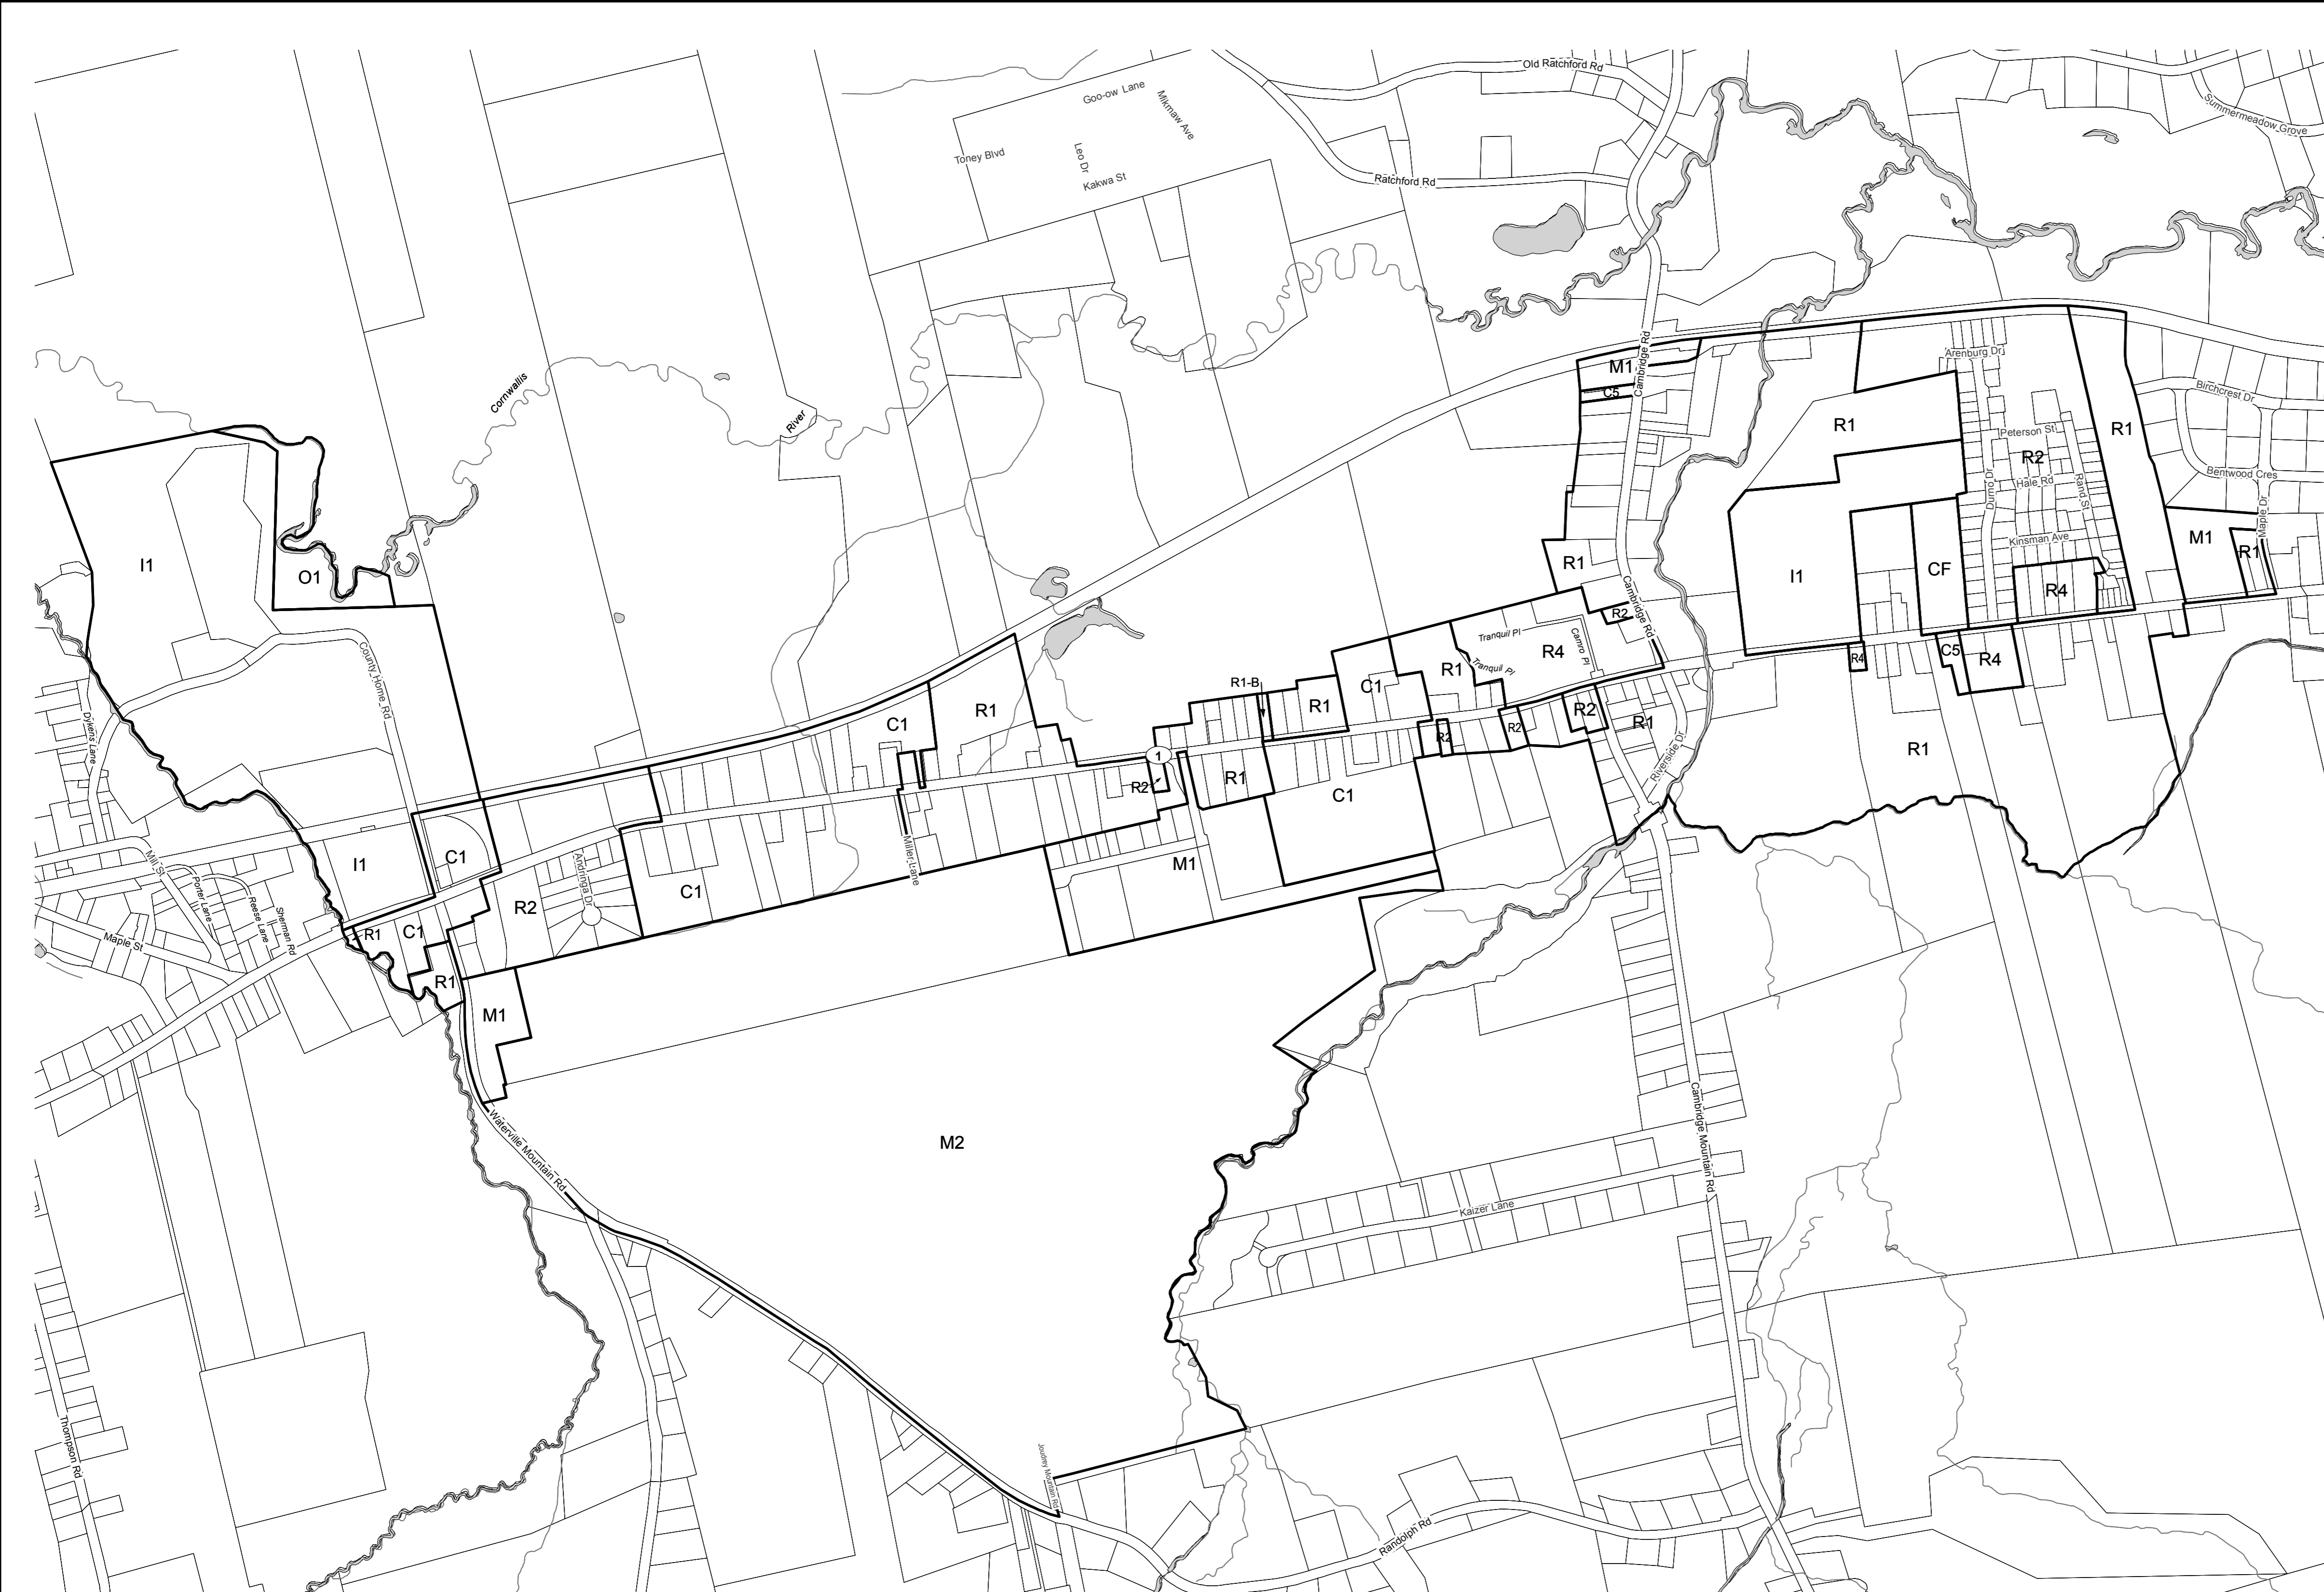 Old Ratchford Rd
Goo-ow Lane
Mikmaw Ave
Summermeadow Grove
Toney Blvd
Leo Dr
Kakwa St
Ratchford Rd
Cambridge Rd
Arenburg Dr
M1
C5
Birchcrest Dr
Cornwallis
River
R1
R1
Peterson St
R2
Bentwood Cres
Durno Dr
Hale Rd
Rand St
Maple Dr
Kinsman Ave
M1
R1
I1
O1
R1
I1
CF
R4
Cambridge Rd
R2
County Home Rd
Tranquil Pl
Camro Pl
R4
Tranquil Pl
R1
R4
C5
R4
R1-B
C1
R1
C1
R1
R2
R1
R2
R2
Dykens Lane
Riverside Dr
R1
1
R2
R1
C1
Miller Lane
M1
I1
C1
Mill St
Porter Lane
Reese Lane
Sherman Rd
Andringa Dr
R2
C1
Maple St
R1
C1
R1
M1
Waterville Mountain Rd
M2
Cambridge Mountain Rd
Kaizer Lane
Thompson Rd
Joudrey Mountain Rd
Randolph Rd